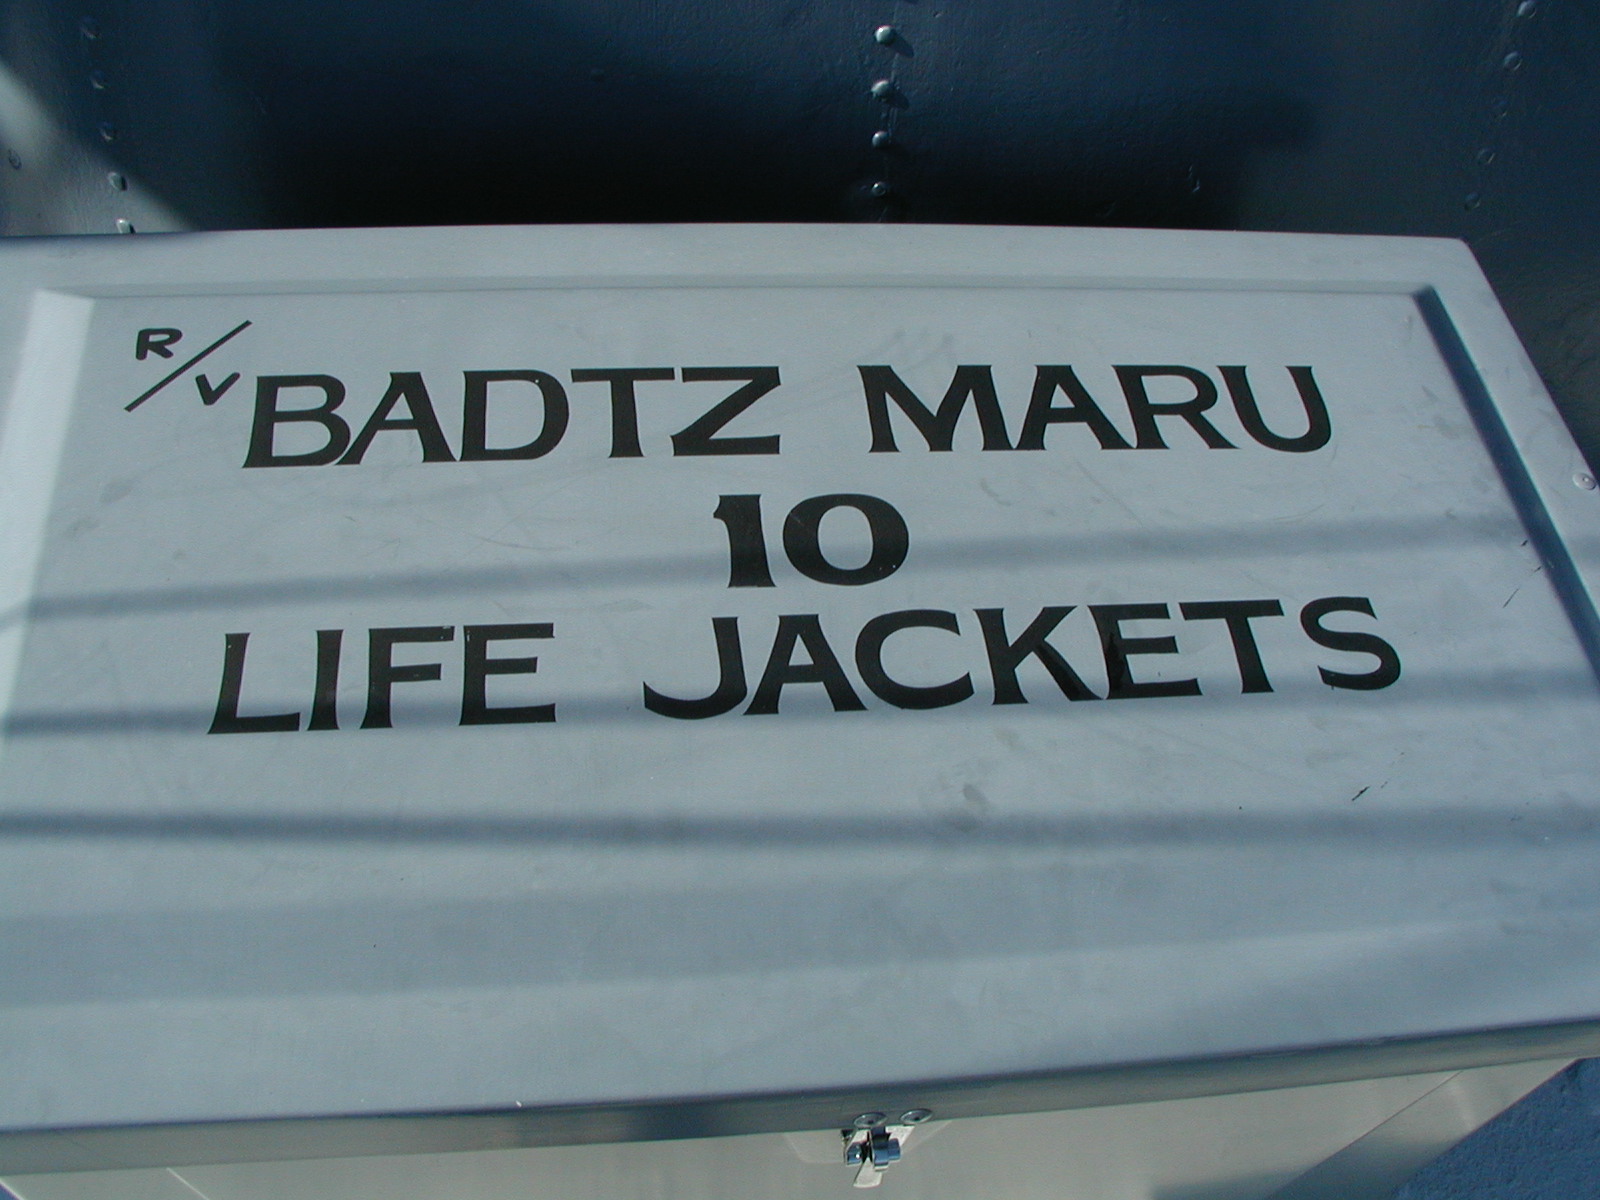 R/V BADTZ MARU
10
LIFE JACKETS